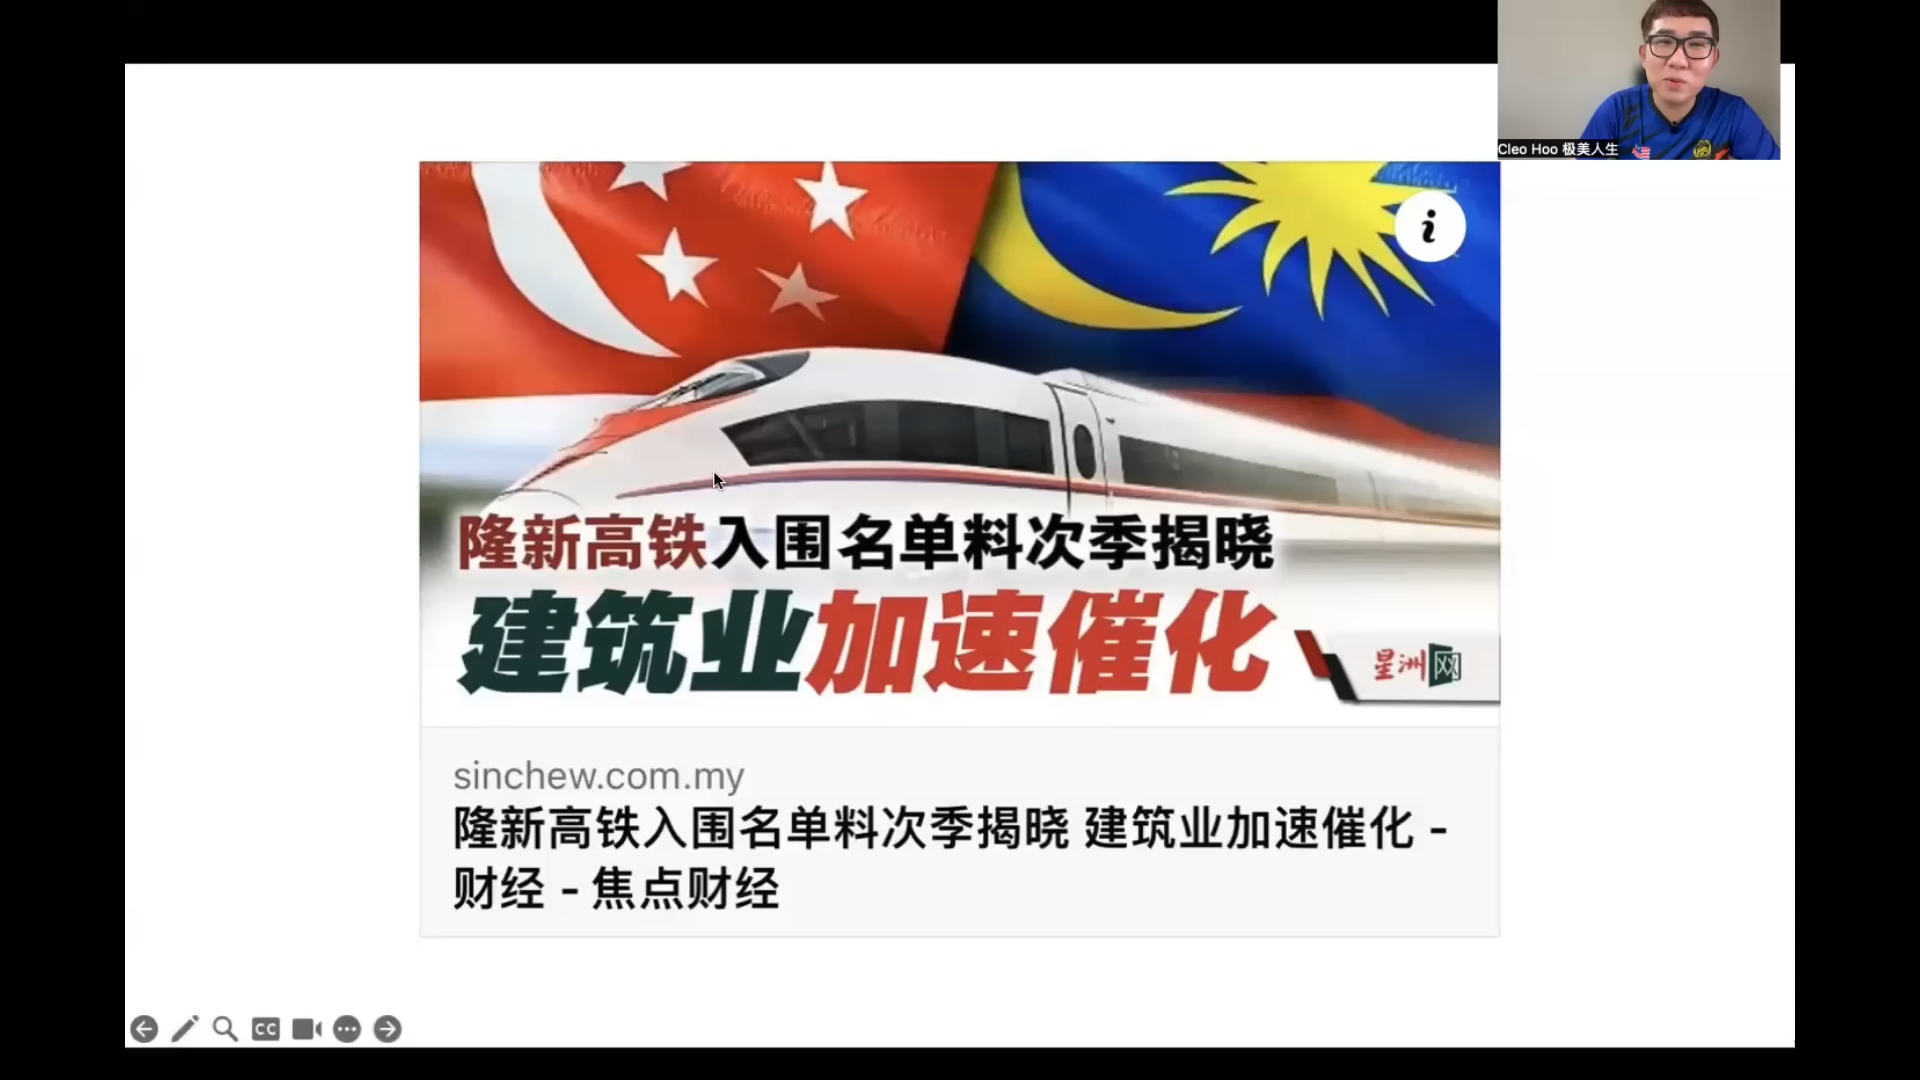 Cleo Hoo 极美人生
i
隆新高铁入围名单料次季揭晓
建筑业加速催化
星洲网
sinchew.com.my
隆新高铁入围名单料次季揭晓 建筑业加速催化 -
财经 - 焦点财经
CC